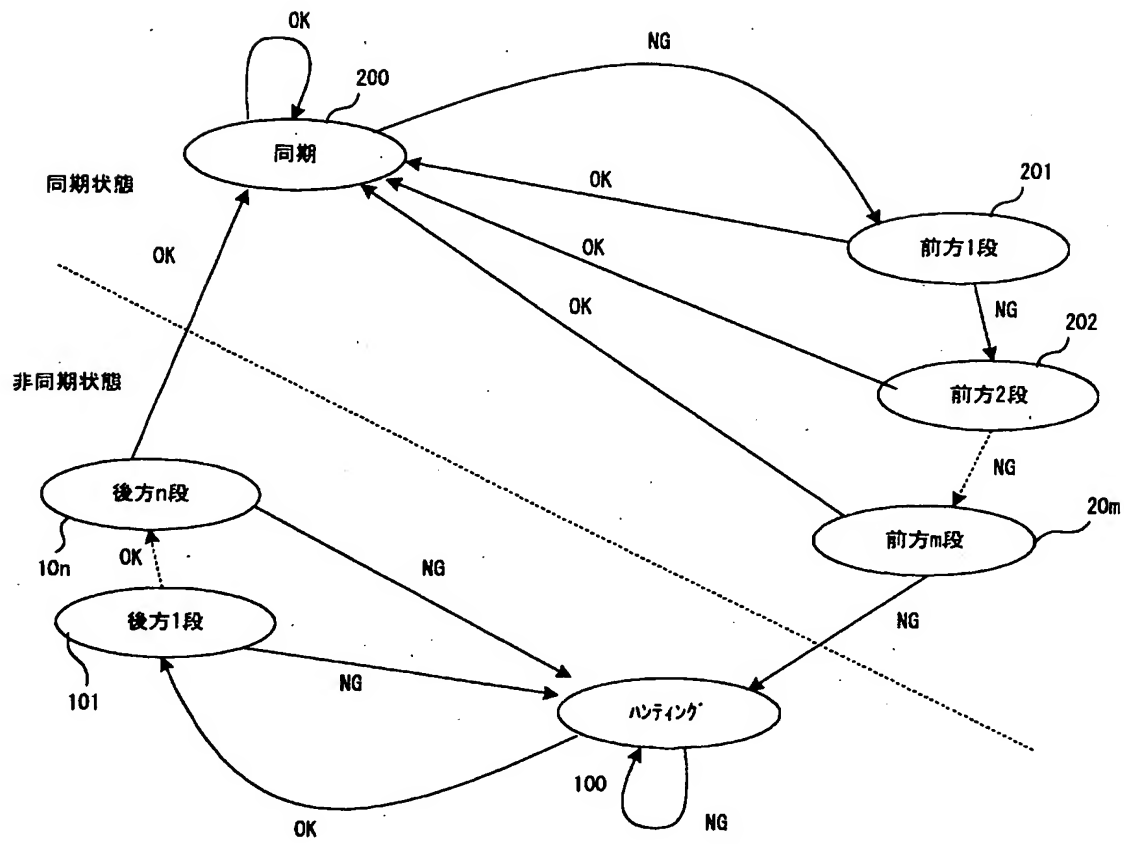 OK
NG
200
同期
同期状態
OK
201
前方1段
OK
OK
OK
NG
202
非同期状態
前方2段
NG
後方n段
20m
前方m段
10n
OK
NG
後方1段
NG
101
NG
ﾊﾝﾃｨﾝｸﾞ
100
OK
NG